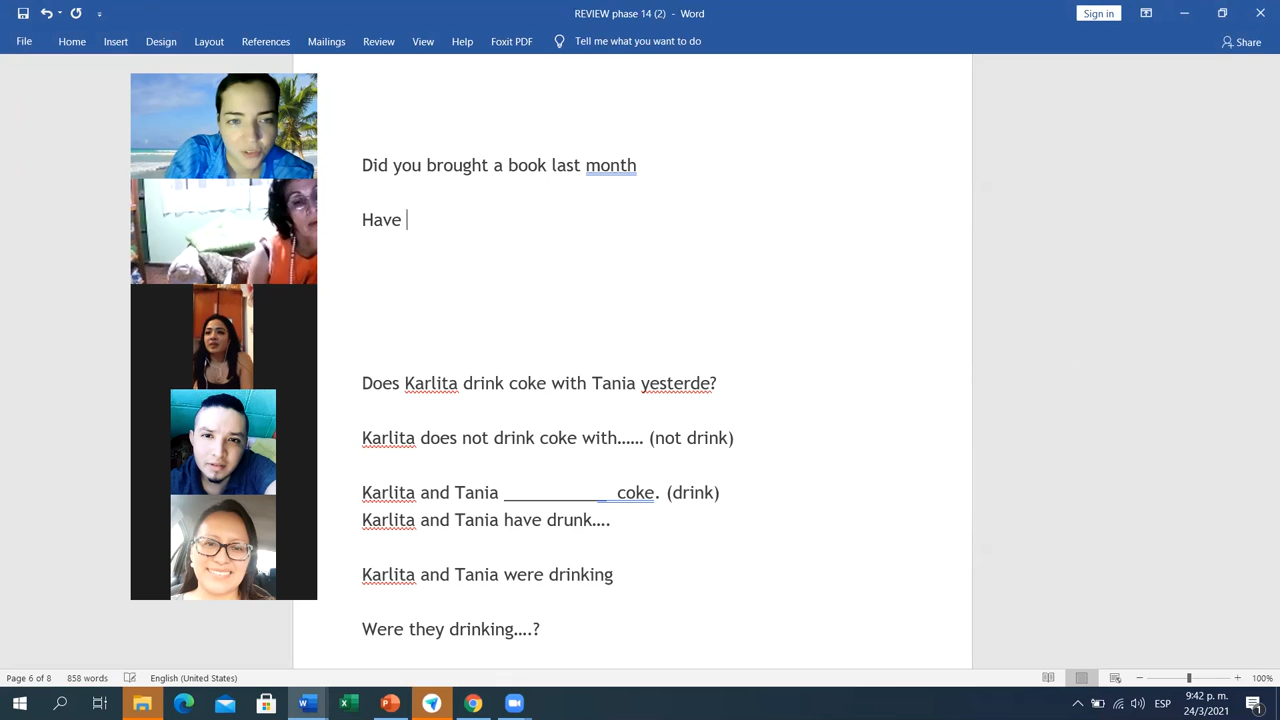 REVIEW phase 14 (2) - Word
Sign in
File Home Insert Design Layout References Mailings Review View Help Foxit PDF Tell me what you want to do Share
Did you brought a book last month
Have
Does Karlita drink coke with Tania yesterde?
Karlita does not drink coke with…… (not drink)
Karlita and Tania ___________ coke. (drink)
Karlita and Tania have drunk….
Karlita and Tania were drinking
Were they drinking….?
Page 6 of 8 858 words English (United States) 100%
ESP 9:42 p. m.
24/3/2021